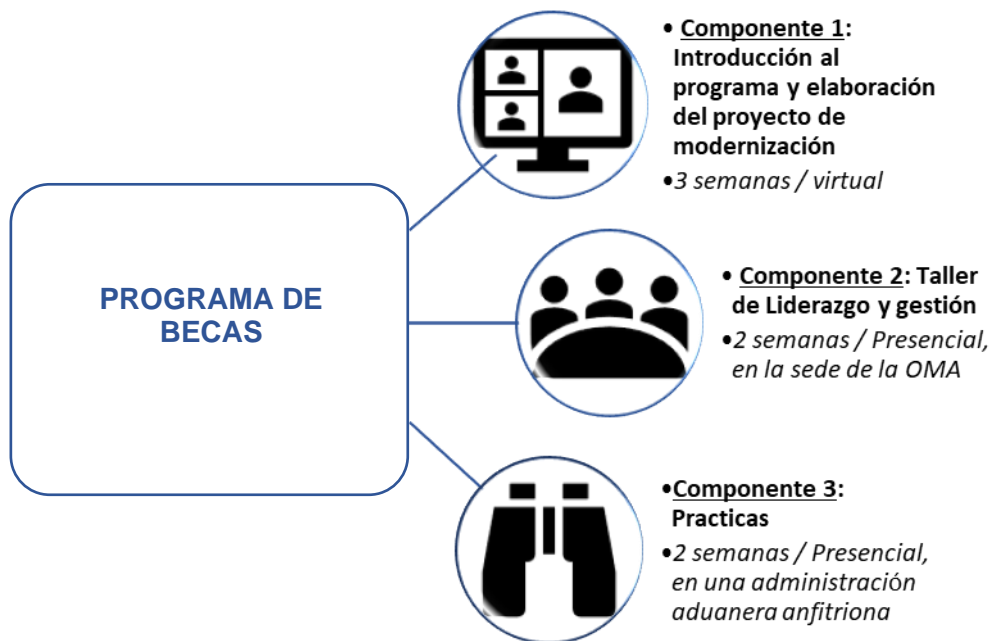 PROGRAMA DE
BECAS
• Componente 1:
Introducción al
programa y elaboración
del proyecto de
modernización
•3 semanas / virtual
• Componente 2: Taller
de Liderazgo y gestión
•2 semanas / Presencial,
en la sede de la OMA
•Componente 3:
Practicas
•2 semanas / Presencial,
en una administración
aduanera anfitriona